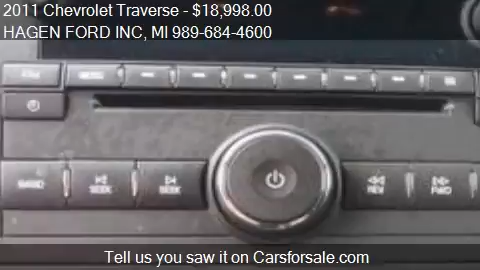 2011 Chevrolet Traverse - $18,998.00
HAGEN FORD INC, MI 989-684-4600
BAND SEEK SEEK REV FWD
Tell us you saw it on Carsforsale.com